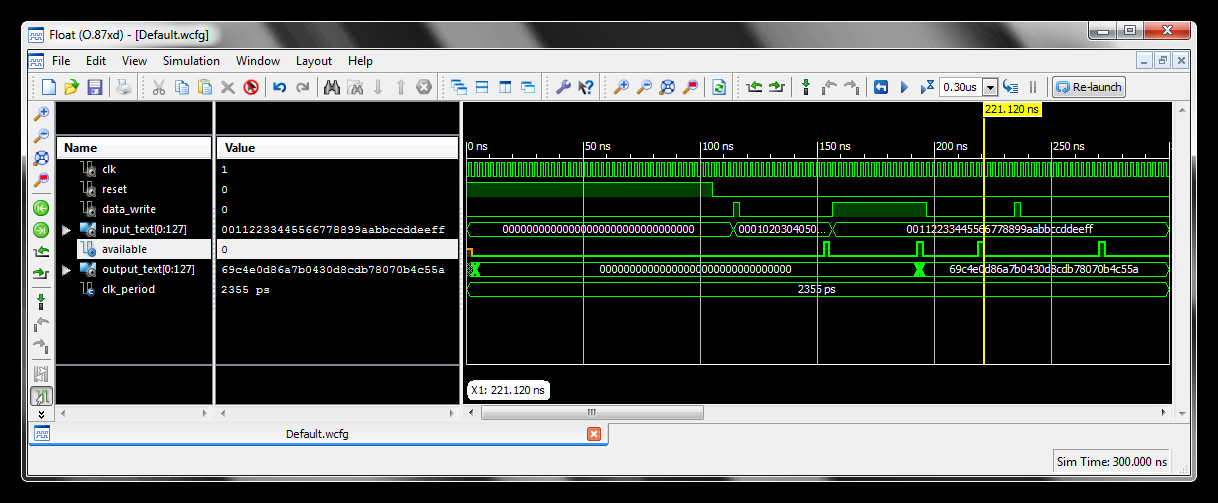 Float (O.87xd) - [Default.wcfg]
File Edit View Simulation Window Layout Help
0.30us Re-launch
221.120 ns
Name Value
0 ns 50 ns 100 ns 150 ns 200 ns 250 ns
clk 1
reset 0
data_write 0
input_text[0:127] 00112233445566778899aabbccddeeff 00000000000000000000000000000000 0001020304050... 00112233445566778899aabbccddeeff
available 0
output_text[0:127] 69c4e0d86a7b0430d8cdb78070b4c55a 00000000000000000000000000000000 69c4e0d86a7b0430d8cdb78070b4c55a
clk_period 2355 ps 2355 ps
X1: 221.120 ns
Default.wcfg
Sim Time: 300.000 ns